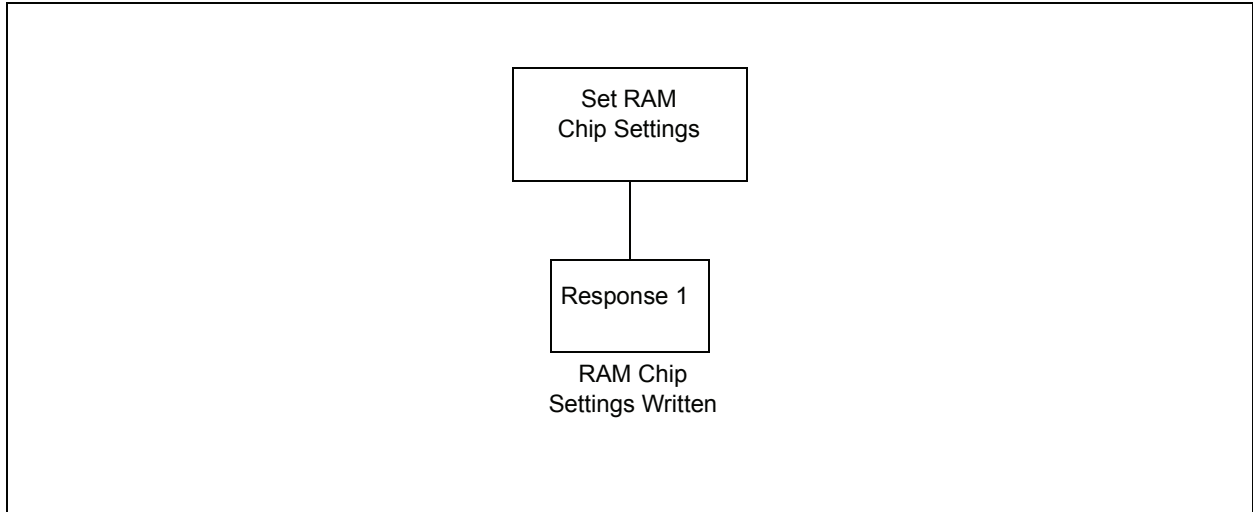 Set RAM
Chip Settings
Response 1
RAM Chip
Settings Written